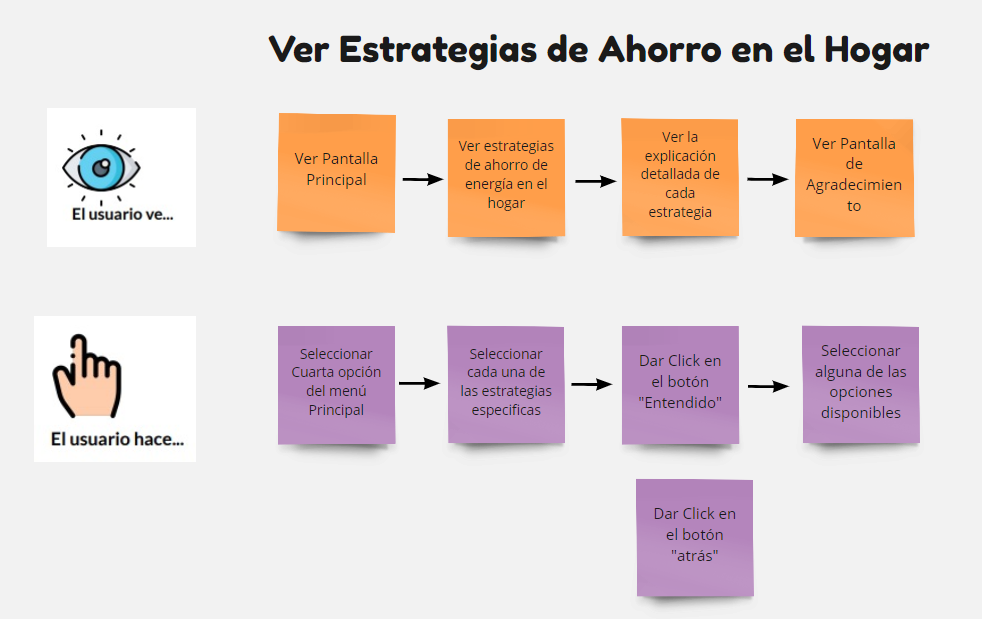 Ver Estrategias de Ahorro en el Hogar
El usuario ve...
Ver Pantalla
Principal
Ver estrategias
de ahorro de
energía en el
hogar
Ver la
explicación
detallada de
cada
estrategia
Ver Pantalla
de
Agradecimien
to
El usuario hace...
Seleccionar
Cuarta opción
del menú
Principal
Seleccionar
cada una de
las estrategias
especificas
Dar Click en
el botón
"Entendido"
Seleccionar
alguna de las
opciones
disponibles
Dar Click en
el botón
"atrás"